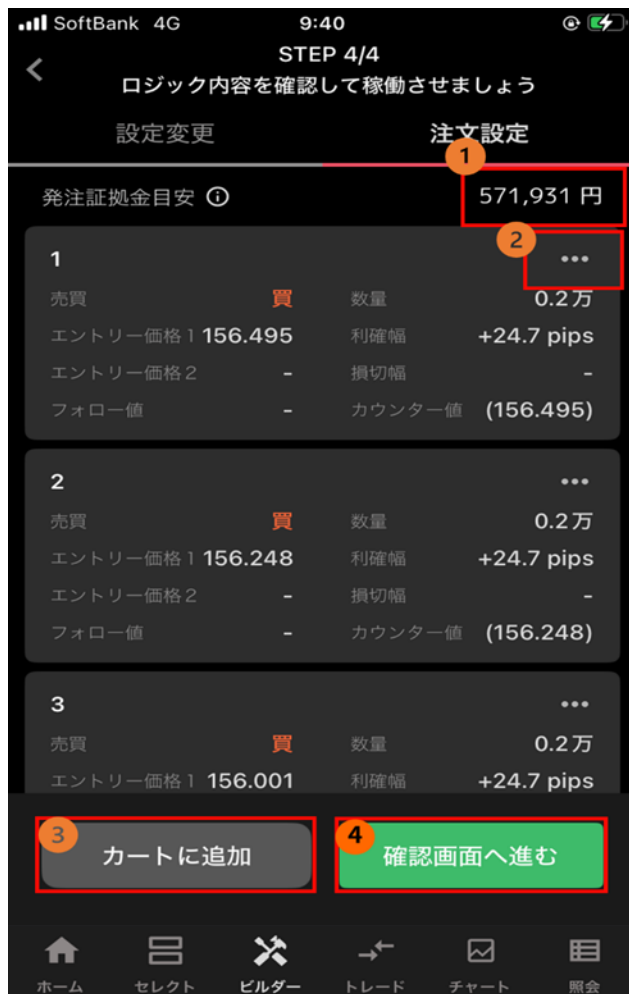 SoftBank 4G 9:40
STEP 4/4
ロジック内容を確認して稼働させましょう
設定変更 注文設定
1
発注証拠金目安 571,931 円
2
1 •••
売買 買 数量 0.2万
エントリー価格1 156.495 利確幅 +24.7 pips
エントリー価格2 - 損切幅 -
フォロー値 - カウンター値 (156.495)
2 •••
売買 買 数量 0.2万
エントリー価格1 156.248 利確幅 +24.7 pips
エントリー価格2 - 損切幅 -
フォロー値 - カウンター値 (156.248)
3 •••
売買 買 数量 0.2万
エントリー価格1 156.001 利確幅 +24.7 pips
3 4
カートに追加 確認画面へ進む
ホーム セレクト ビルダー トレード チャート 照会